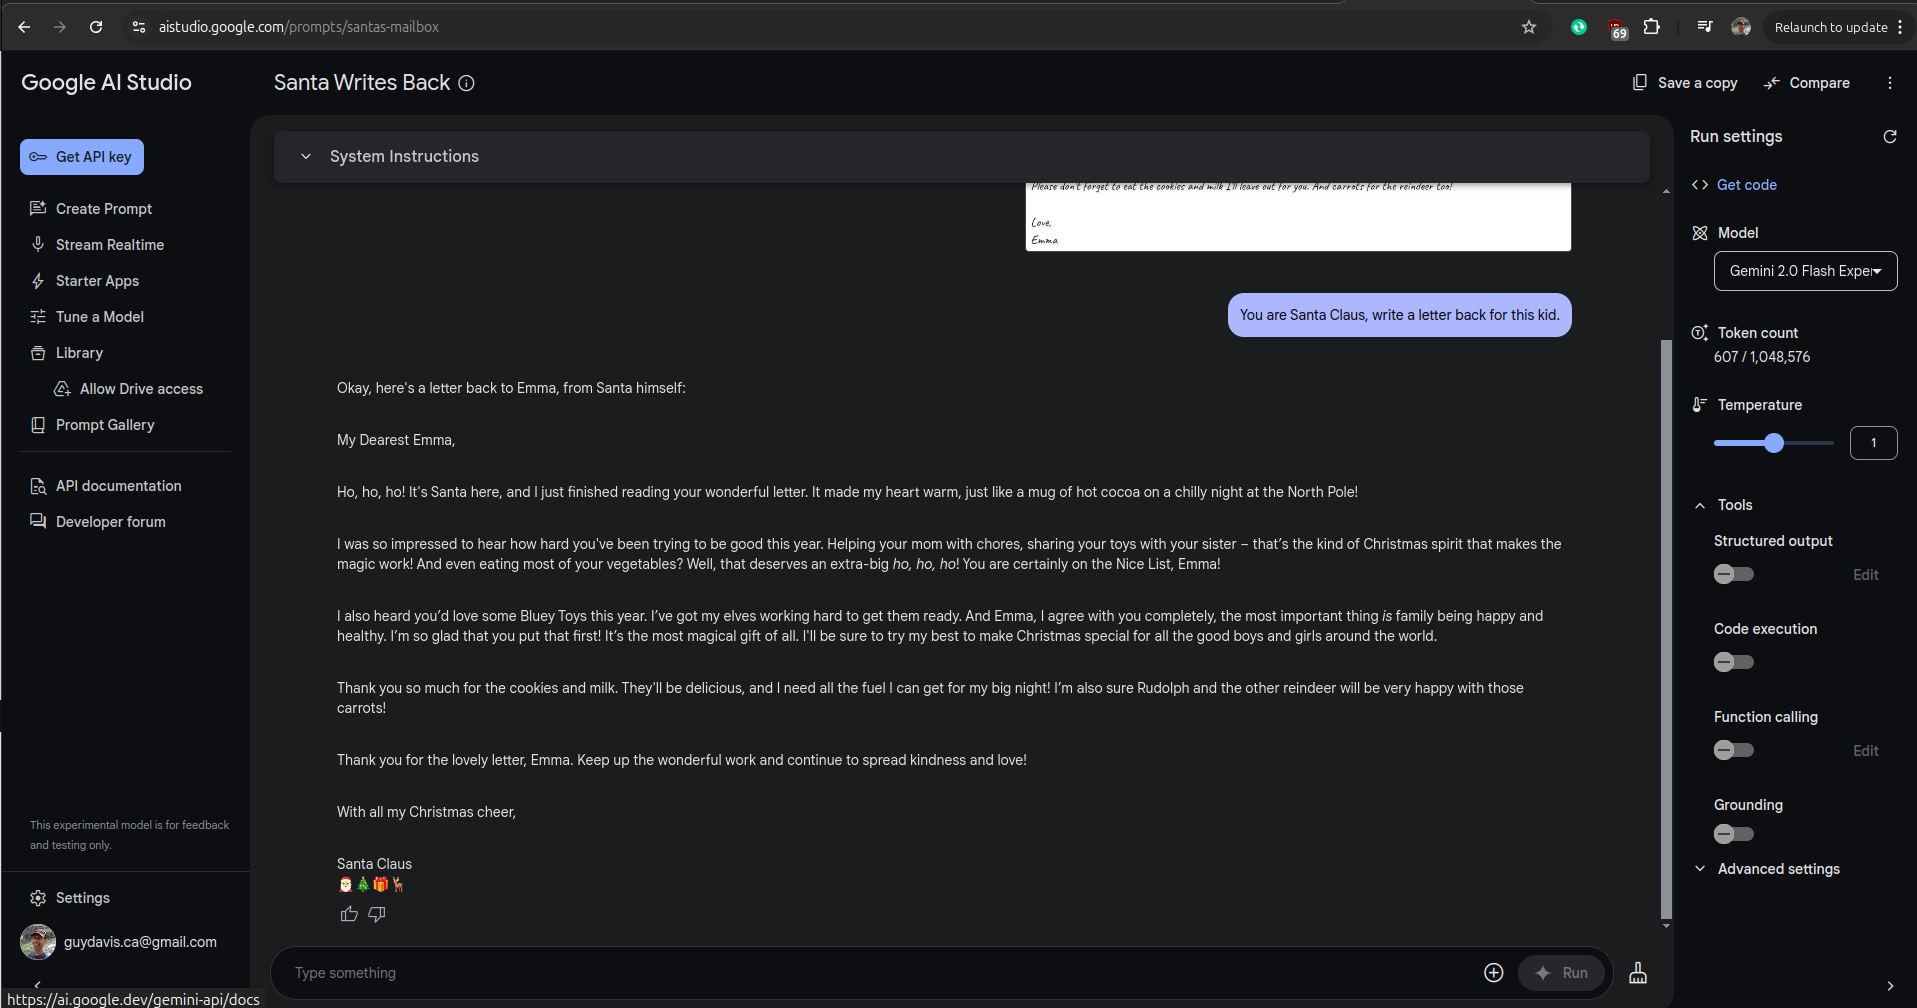 aistudio.google.com/prompts/santas-mailbox
69
Relaunch to update
Google AI Studio
Santa Writes Back
Save a copy
Compare
Get API key
Create Prompt
Stream Realtime
Starter Apps
Tune a Model
Library
Allow Drive access
Prompt Gallery
API documentation
Developer forum
This experimental model is for feedback
and testing only.
Settings
guydavis.ca@gmail.com
https://ai.google.dev/gemini-api/docs
System Instructions
Please don't forget to eat the cookies and milk I'll leave out for you. And carrots for the reindeer too!
Love,
Emma
You are Santa Claus, write a letter back for this kid.
Okay, here's a letter back to Emma, from Santa himself:
My Dearest Emma,
Ho, ho, ho! It's Santa here, and I just finished reading your wonderful letter. It made my heart warm, just like a mug of hot cocoa on a chilly night at the North Pole!
I was so impressed to hear how hard you've been trying to be good this year. Helping your mom with chores, sharing your toys with your sister – that's the kind of Christmas spirit that makes the
magic work! And even eating most of your vegetables? Well, that deserves an extra-big ho, ho, ho! You are certainly on the Nice List, Emma!
I also heard you’d love some Bluey Toys this year. I’ve got my elves working hard to get them ready. And Emma, I agree with you completely, the most important thing is family being happy and
healthy. I’m so glad that you put that first! It’s the most magical gift of all. I'll be sure to try my best to make Christmas special for all the good boys and girls around the world.
Thank you so much for the cookies and milk. They'll be delicious, and I need all the fuel I can get for my big night! I’m also sure Rudolph and the other reindeer will be very happy with those
carrots!
Thank you for the lovely letter, Emma. Keep up the wonderful work and continue to spread kindness and love!
With all my Christmas cheer,
Santa Claus
🎅🎄🎁🦌
Type something
Run
Run settings
Get code
Model
Gemini 2.0 Flash Exper
Token count
607 / 1,048,576
Temperature
1
Tools
Structured output
Edit
Code execution
Function calling
Edit
Grounding
Advanced settings